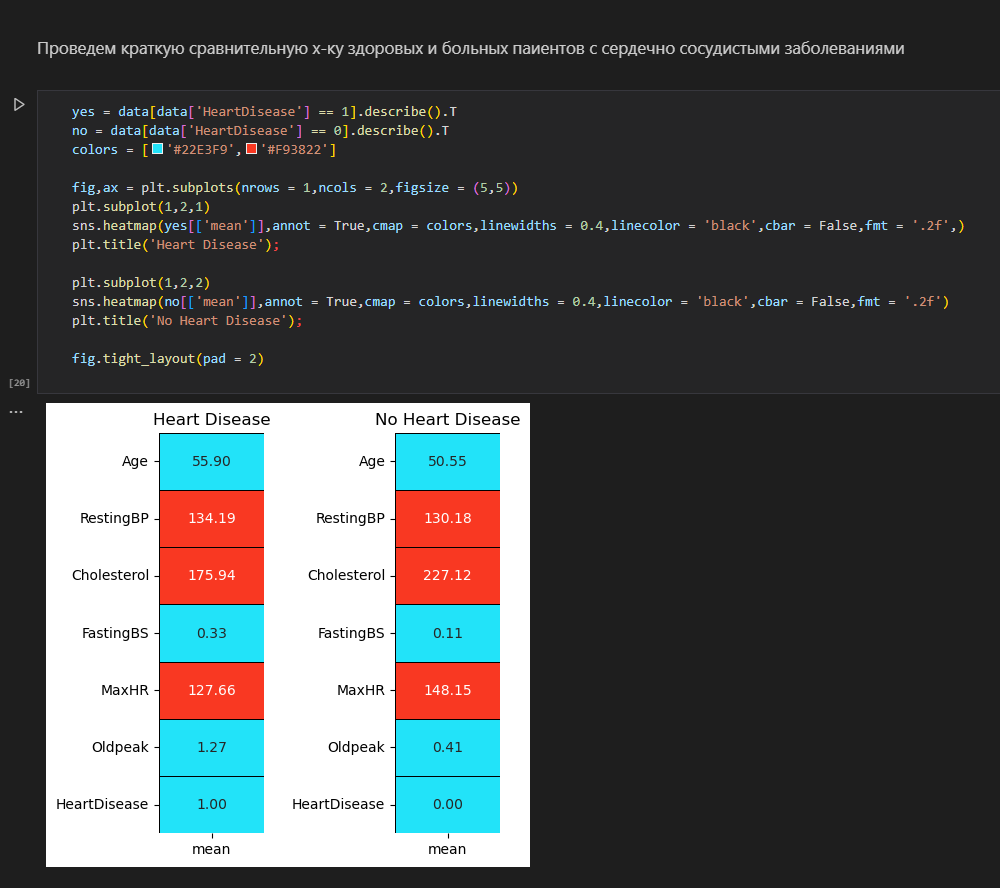 Проведем краткую сравнительную х-ку здоровых и больных паиентов с сердечно сосудистыми заболеваниями
yes = data[data['HeartDisease'] == 1].describe().T
no = data[data['HeartDisease'] == 0].describe().T
colors = ['#22E3F9','#F93822']
fig,ax = plt.subplots(nrows = 1,ncols = 2,figsize = (5,5))
plt.subplot(1,2,1)
sns.heatmap(yes[['mean']],annot = True,cmap = colors,linewidths = 0.4,linecolor = 'black',cbar = False,fmt = '.2f',)
plt.title('Heart Disease');
plt.subplot(1,2,2)
sns.heatmap(no[['mean']],annot = True,cmap = colors,linewidths = 0.4,linecolor = 'black',cbar = False,fmt = '.2f')
plt.title('No Heart Disease');
fig.tight_layout(pad = 2)
[20]
...
Heart Disease
Age 55.90
RestingBP 134.19
Cholesterol 175.94
FastingBS 0.33
MaxHR 127.66
Oldpeak 1.27
HeartDisease 1.00
mean
No Heart Disease
Age 50.55
RestingBP 130.18
Cholesterol 227.12
FastingBS 0.11
MaxHR 148.15
Oldpeak 0.41
HeartDisease 0.00
mean